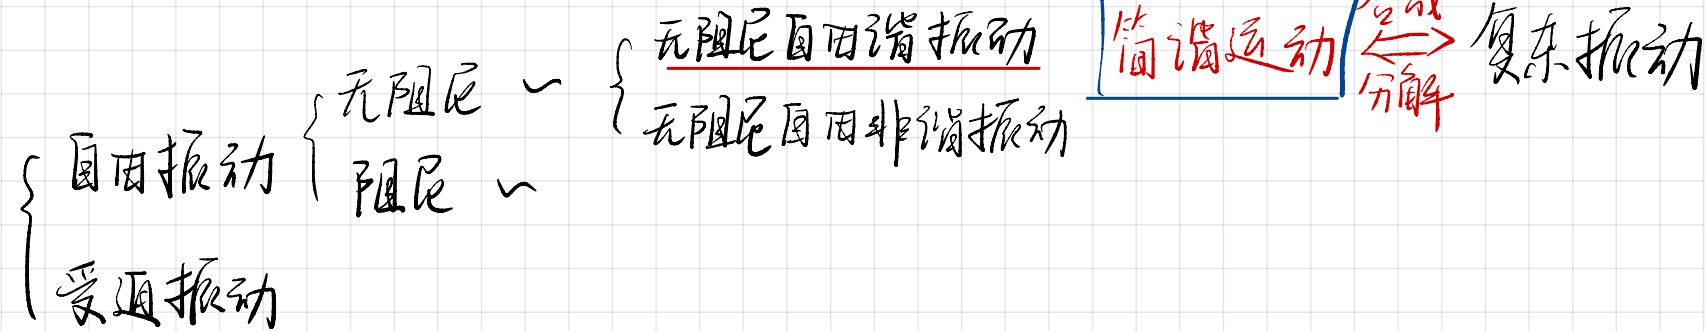 无阻尼自由谐振动 简谐运动 合成 复杂振动
分解
无阻尼 ~
无阻尼自由非谐振动
自由振动
阻尼 ~
受迫振动